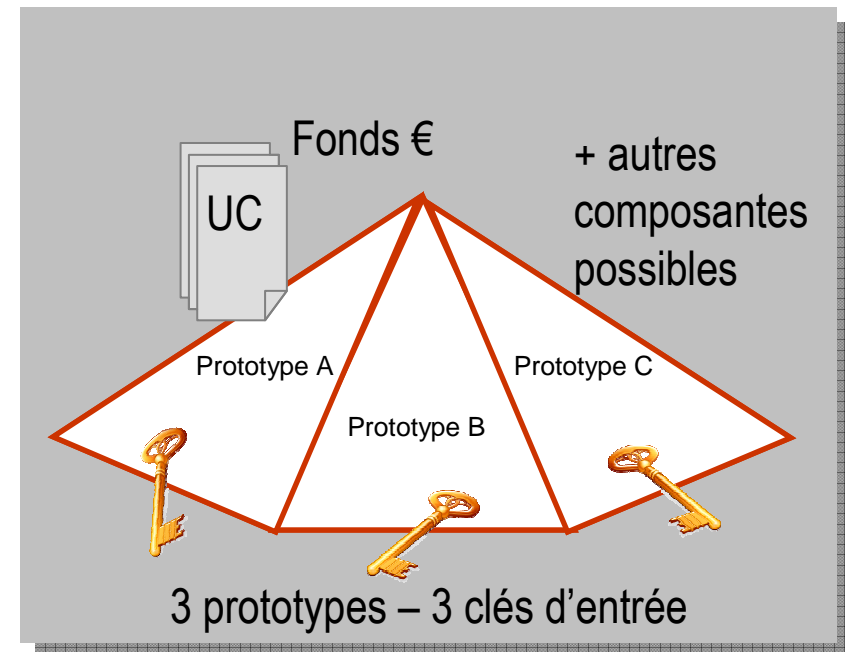 Fonds €
+ autres
composantes
possibles
UC
Prototype A
Prototype C
Prototype B
3 prototypes – 3 clés d’entrée